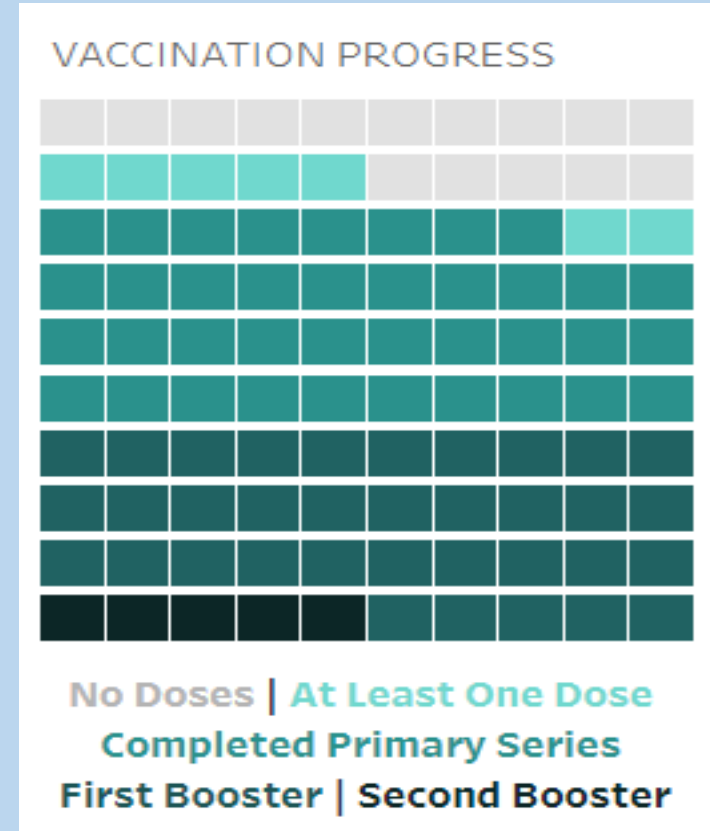 VACCINATION PROGRESS
No Doses | At Least One Dose
Completed Primary Series
First Booster | Second Booster